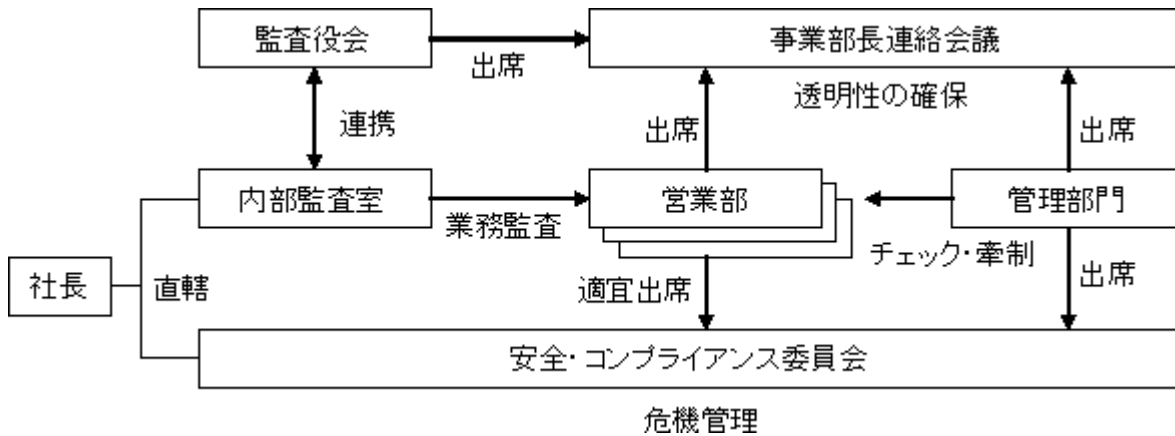 監査役会
出席
事業部長連絡会議
透明性の確保
連携
出席
出席
内部監査室
業務監査
営業部
管理部門
チェック・牽制
社長
直轄
適宜出席
出席
安全・コンプライアンス委員会
危機管理